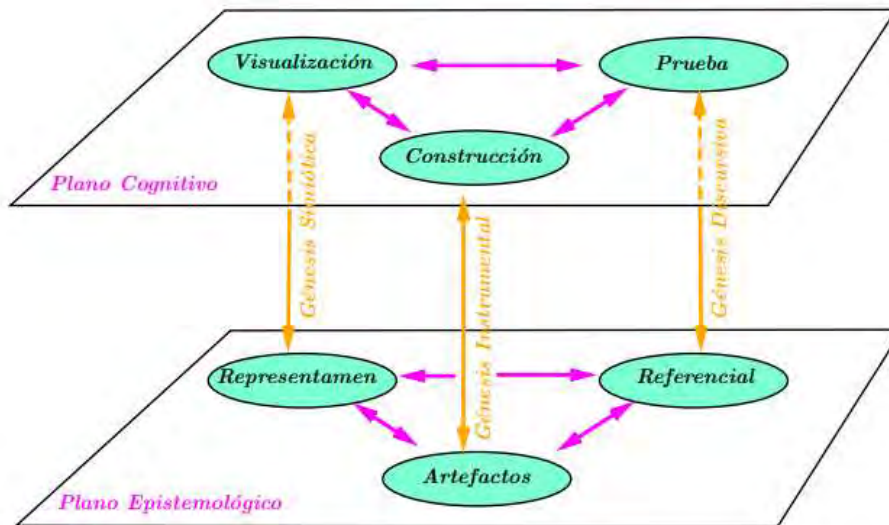 Visualización
Prueba
Construcción
Plano Cognitivo
Génesis Semiótica
Génesis Instrumental
Génesis Discursiva
Representamen
Referencial
Artefactos
Plano Epistemológico